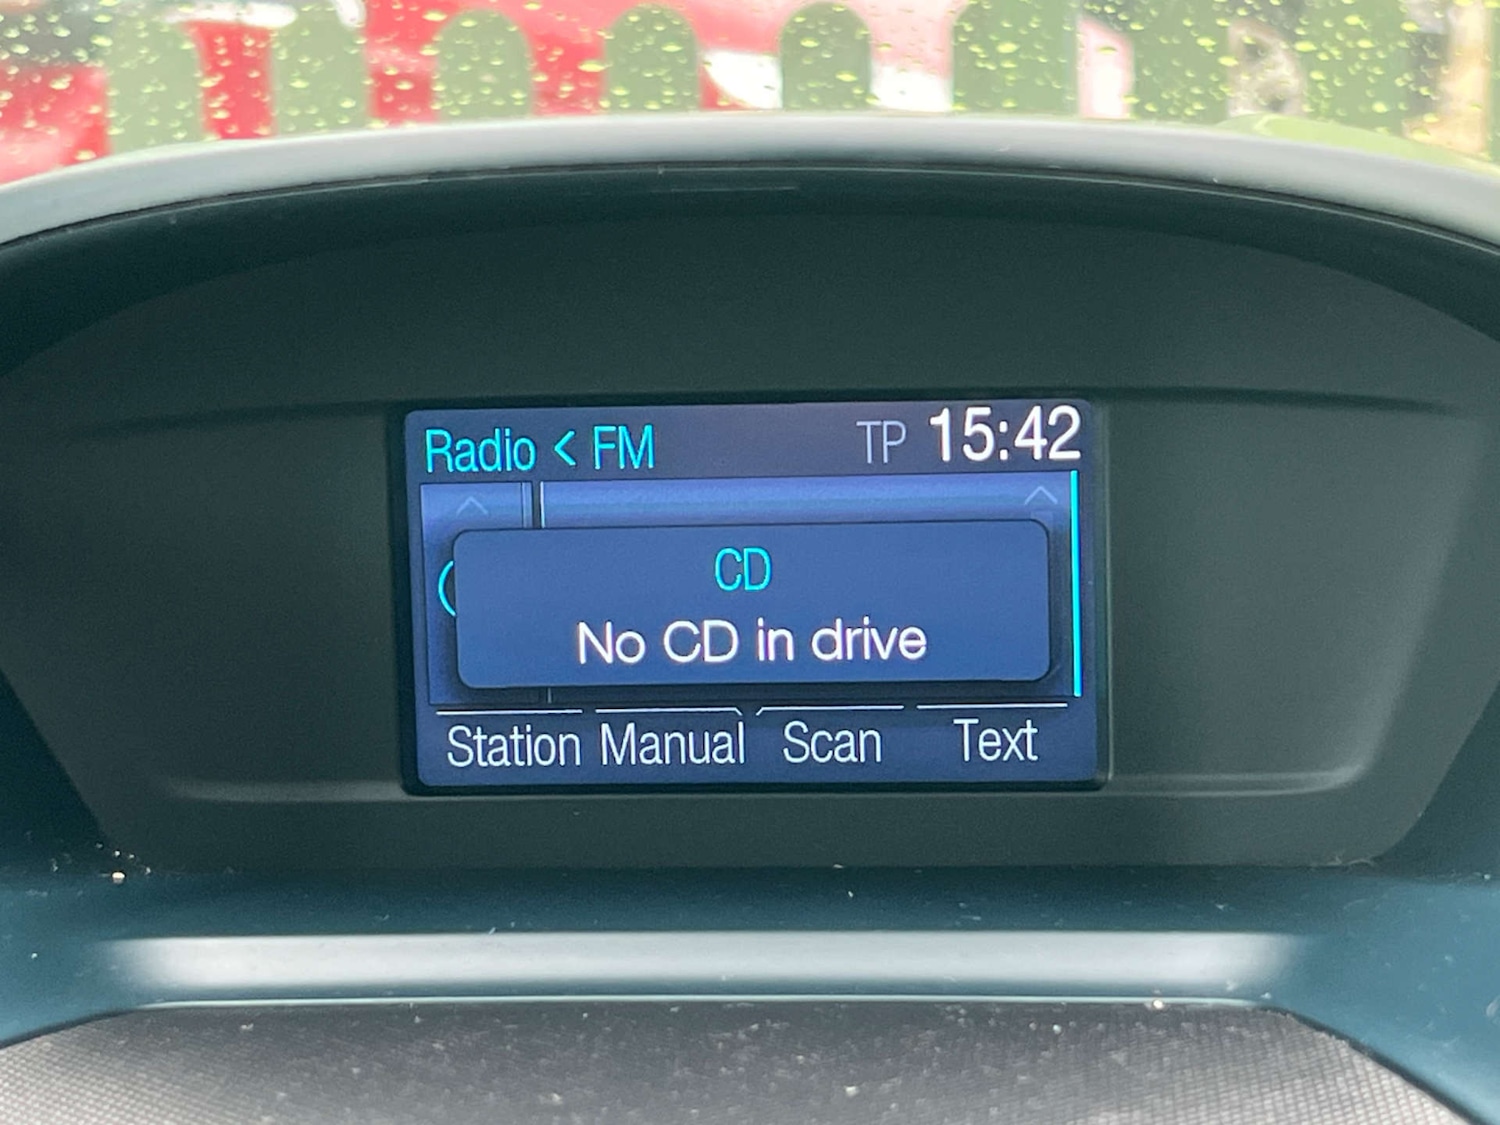 Radio < FM TP 15:42
CD
No CD in drive
Station Manual Scan Text